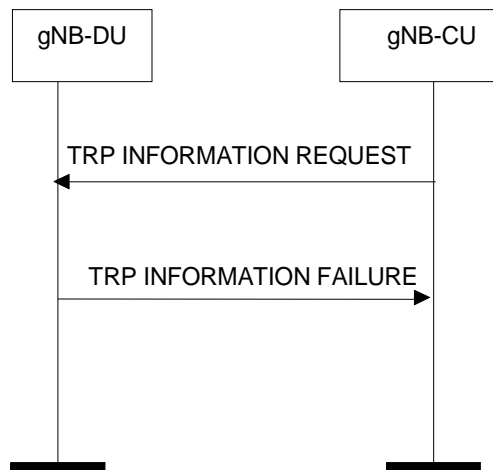 gNB-DU
gNB-CU
TRP INFORMATION REQUEST
TRP INFORMATION FAILURE